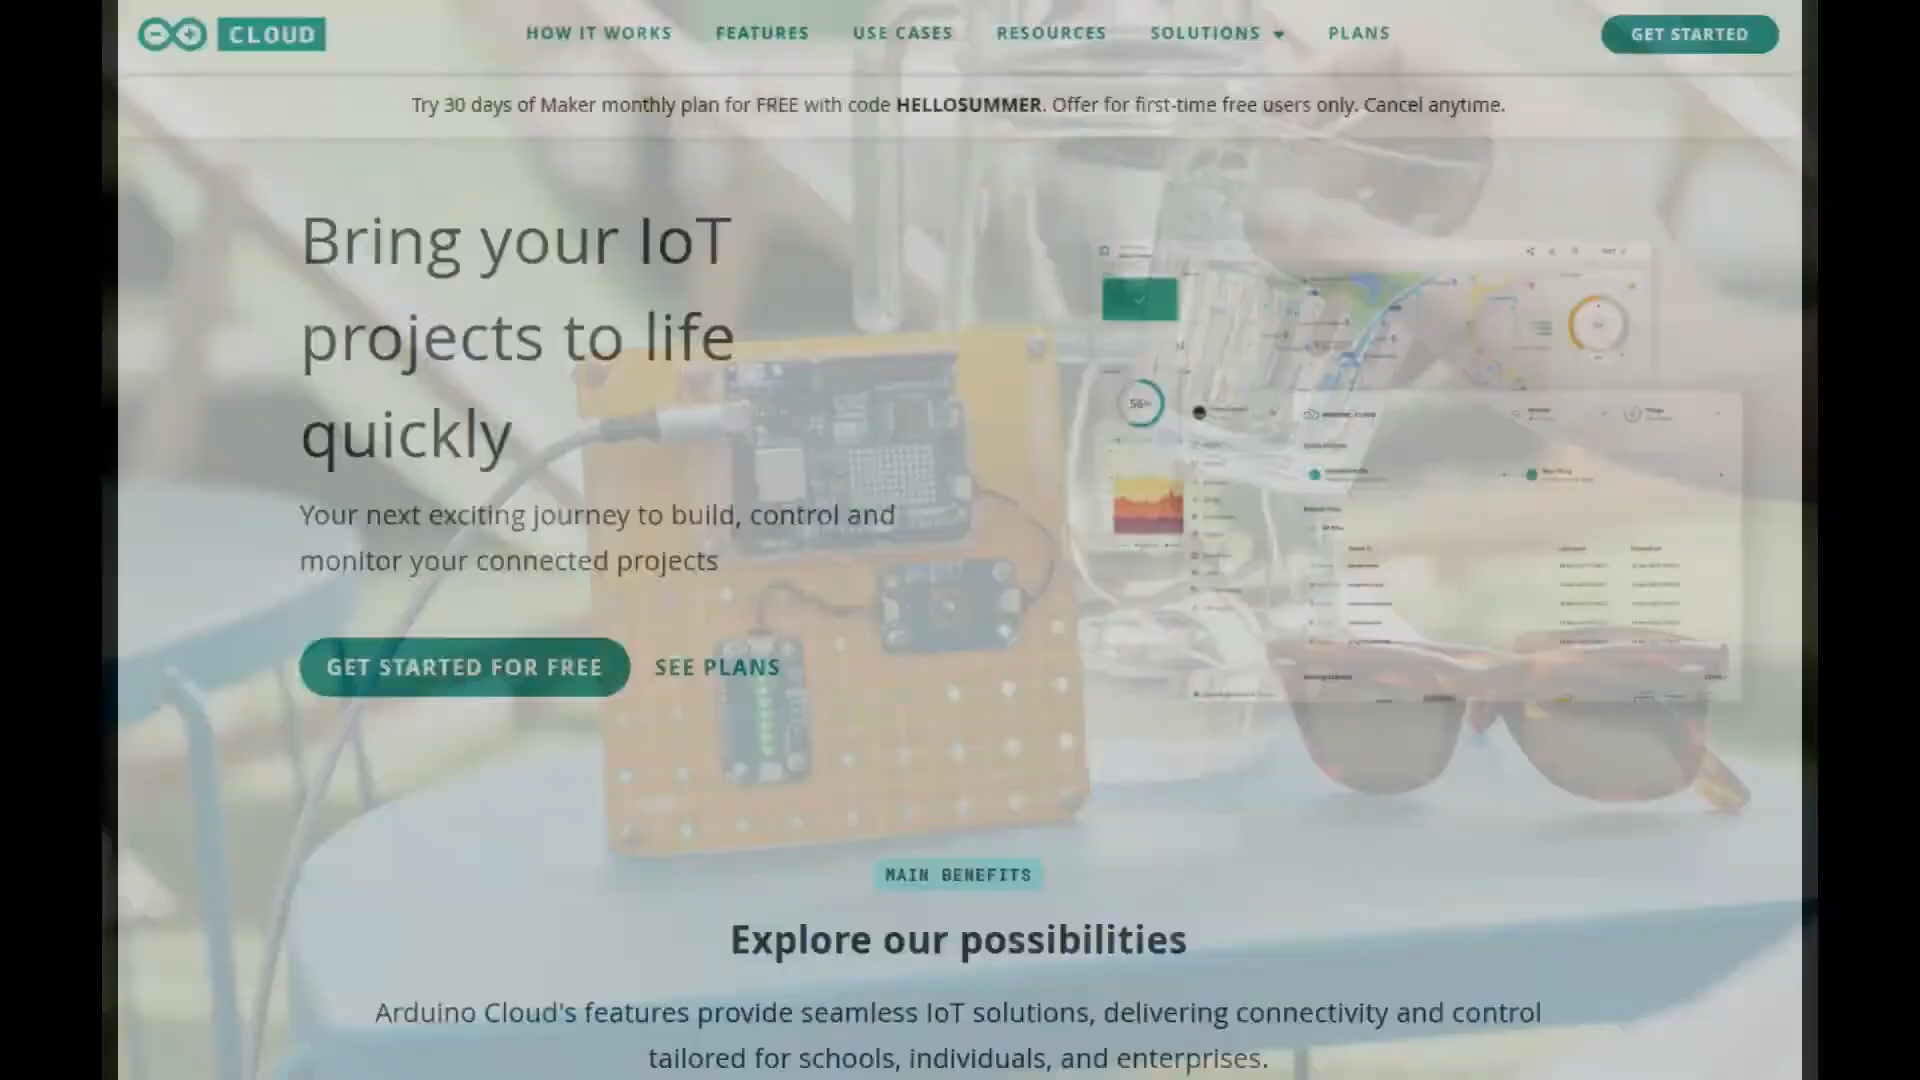 CLOUD
HOW IT WORKS FEATURES USE CASES RESOURCES SOLUTIONS PLANS GET STARTED
Try 30 days of Maker monthly plan for FREE with code HELLOSUMMER. Offer for first-time free users only. Cancel anytime.
Bring your IoT
projects to life
quickly
Your next exciting journey to build, control and
monitor your connected projects
GET STARTED FOR FREE SEE PLANS
MAIN BENEFITS
Explore our possibilities
Arduino Cloud's features provide seamless IoT solutions, delivering connectivity and control
tailored for schools, individuals, and enterprises.